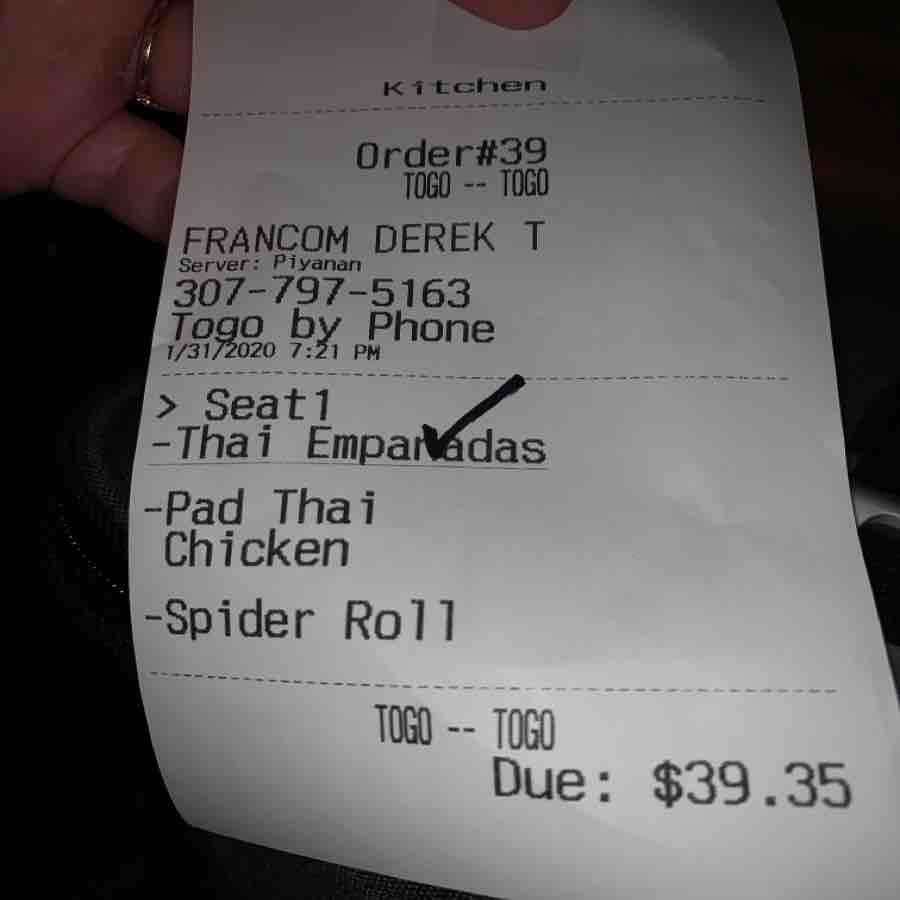 Kitchen
Order#39
TOGO -- TOGO
FRANCOM DEREK T
Server: Piyanan
307-797-5163
Togo by Phone
1/31/2020 7:21 PM
> Seat1
-Thai Empanadas
-Pad Thai
Chicken
-Spider Roll
TOGO -- TOGO
Due: $39.35